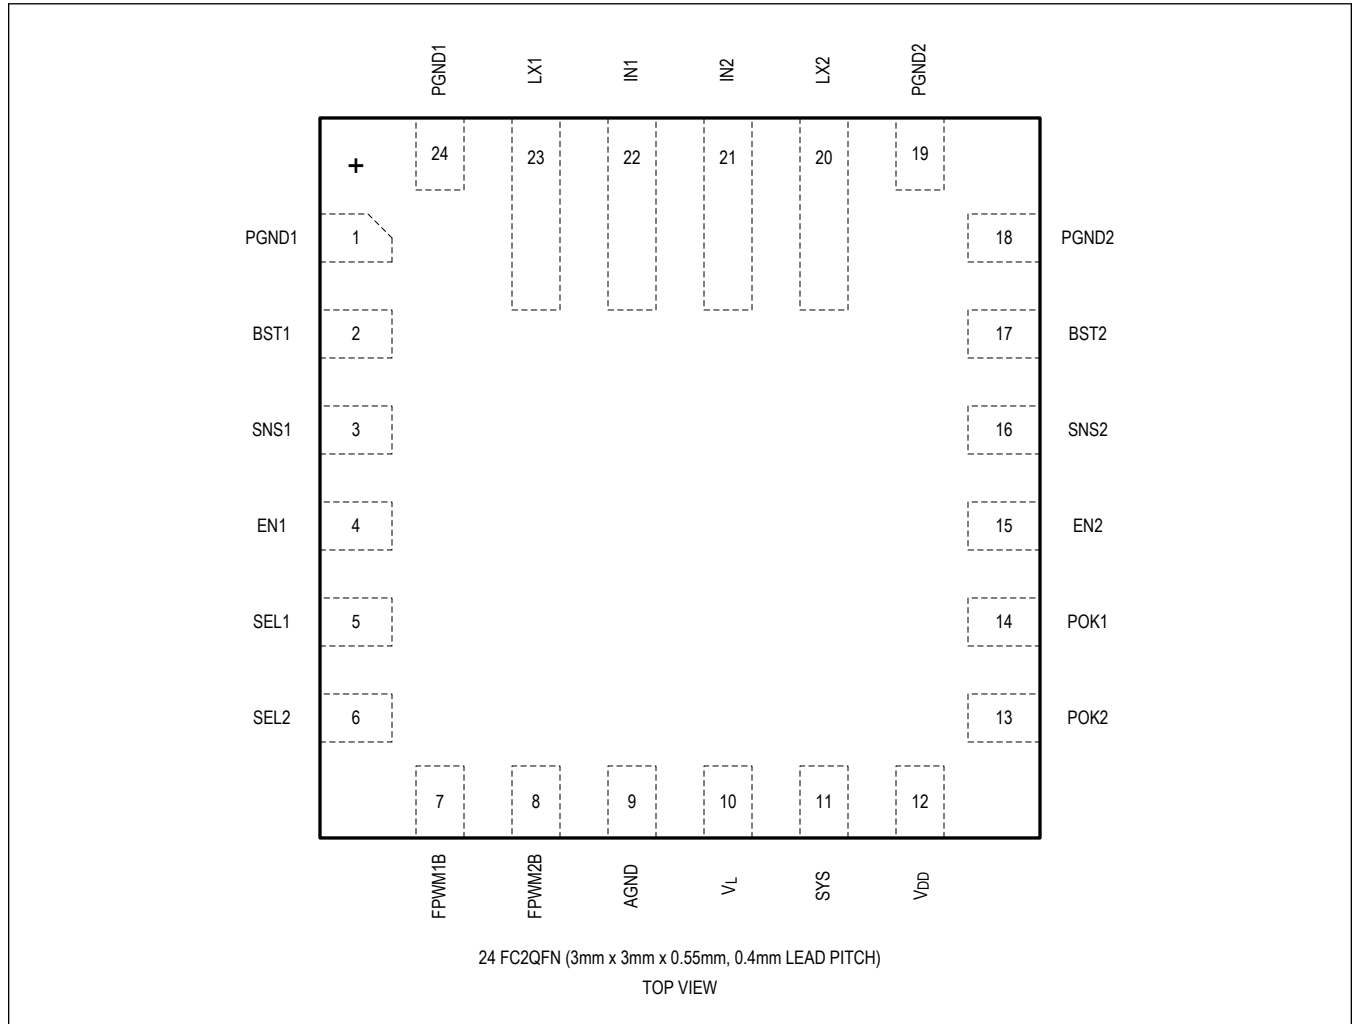 PGND1 LX1 IN1 IN2 LX2 PGND2
24 23 22 21 20 19
+
PGND1 1 18 PGND2
BST1 2 17 BST2
SNS1 3 16 SNS2
EN1 4 15 EN2
SEL1 5 14 POK1
SEL2 6 13 POK2
7 8 9 10 11 12
FPWM1B FPWM2B AGND VL SYS VDD
24 FC2QFN (3mm x 3mm x 0.55mm, 0.4mm LEAD PITCH)
TOP VIEW